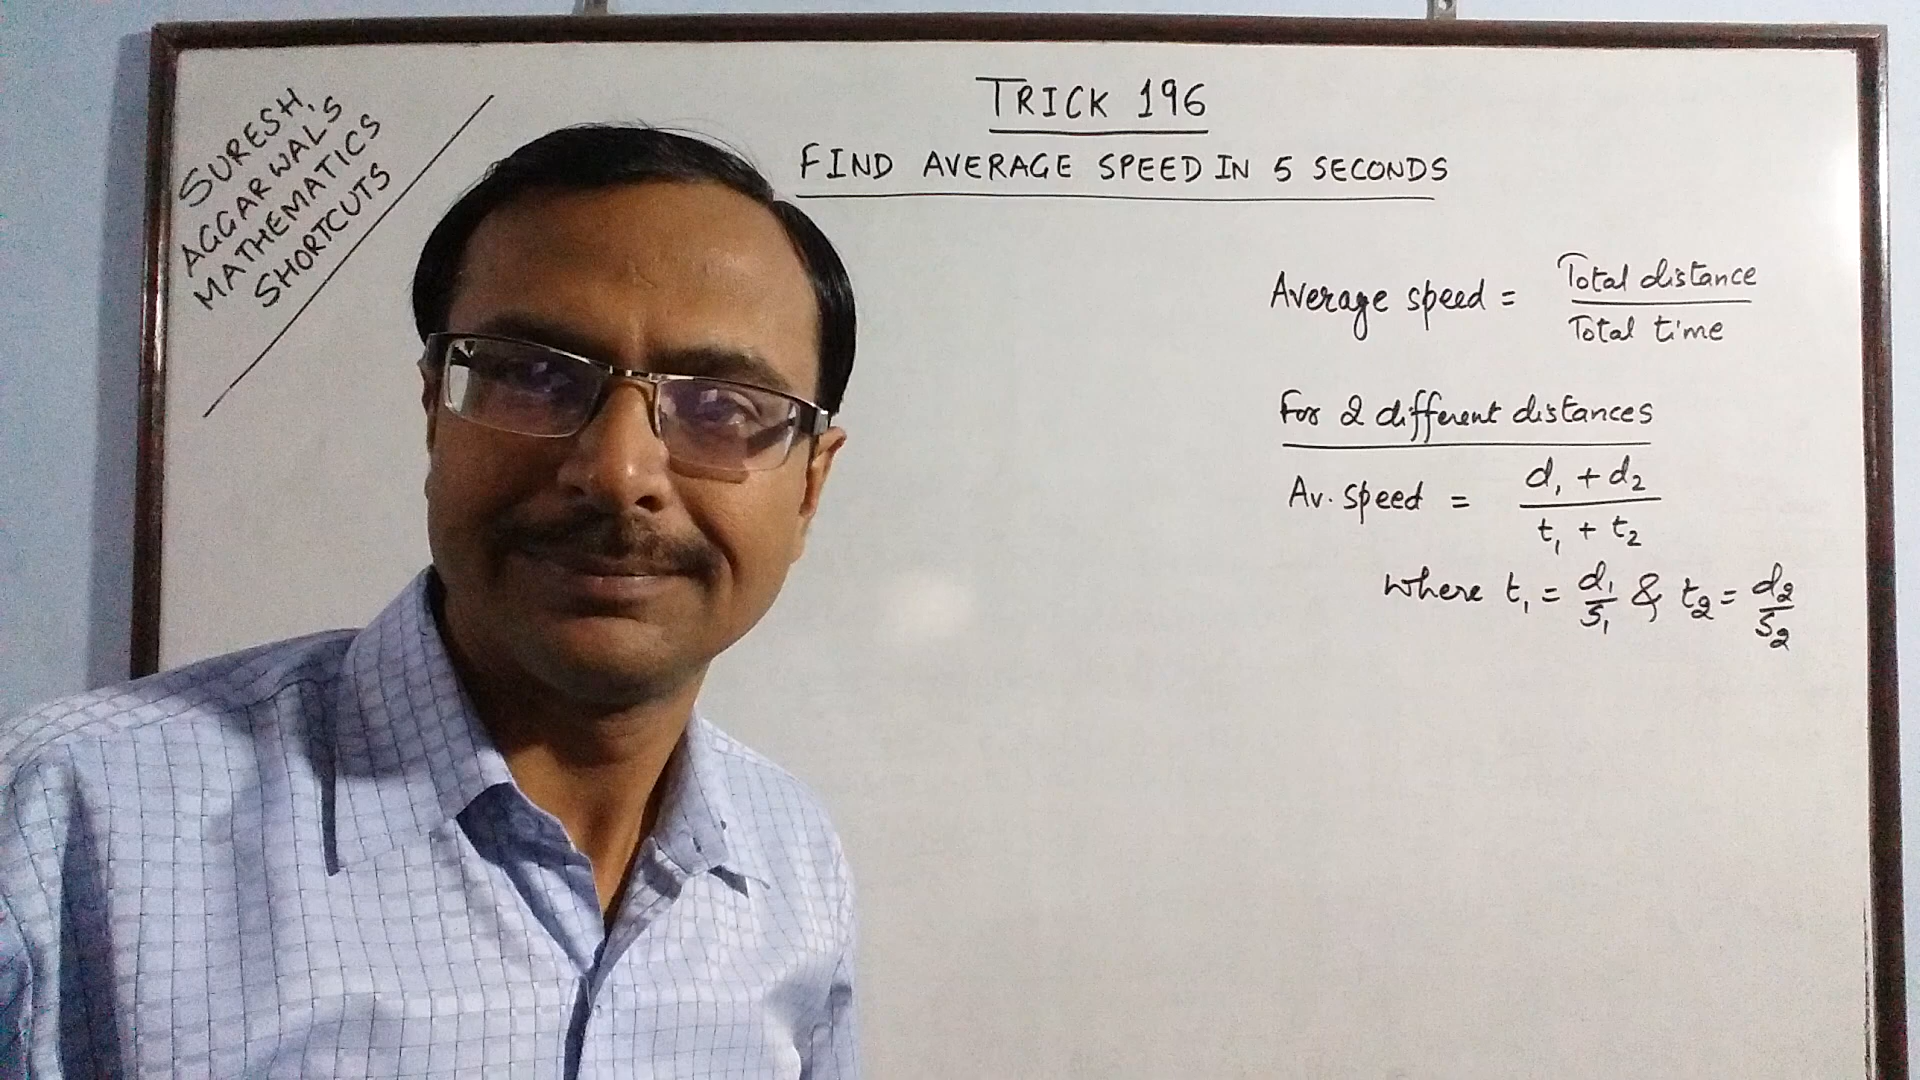 SURESH
AGGARWAL'S
MATHEMATICS
SHORTCUTS
TRICK 196
FIND AVERAGE SPEED IN 5 SECONDS
Average speed = Total distance / Total time
For 2 different distances
Av. speed = d₁ + d₂ / t₁ + t₂
where t₁ = d₁/S₁ & t₂ = d₂/S₂